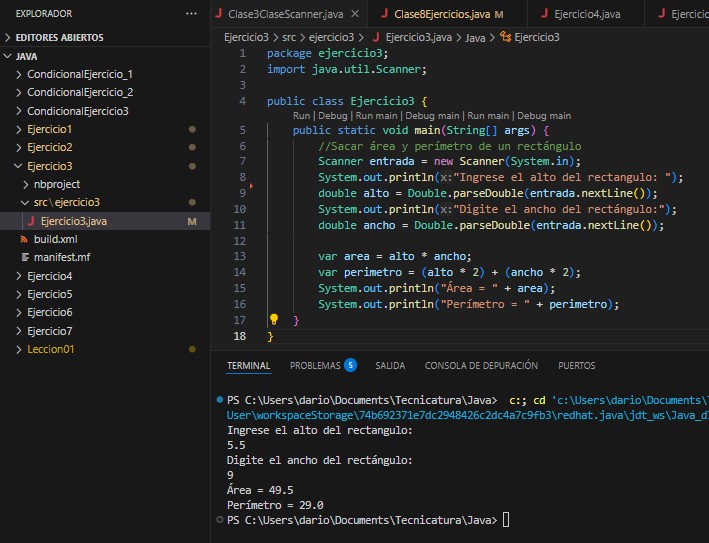 EXPLORADOR
EDITORES ABIERTOS
JAVA
CondicionalEjercicio_1
CondicionalEjercicio_2
CondicionalEjercicio3
Ejercicio1
Ejercicio2
Ejercicio3
nbproject
src\ejercicio3
Ejercicio3.java M
build.xml
manifest.mf
Ejercicio4
Ejercicio5
Ejercicio6
Ejercicio7
Leccion01
Clase3ClaseScanner.java Clase8Ejercicios.java M Ejercicio4.java Ejercicio
Ejercicio3 > src > ejercicio3 > Ejercicio3.java > Java > Ejercicio3
1 package ejercicio3;
2 import java.util.Scanner;
3
4 public class Ejercicio3 {
Run | Debug | Run main | Debug main | Run main | Debug main
5 public static void main(String[] args) {
6 //Sacar área y perímetro de un rectángulo
7 Scanner entrada = new Scanner(System.in);
8 System.out.println(x:"Ingrese el alto del rectangulo: ");
9 double alto = Double.parseDouble(entrada.nextLine());
10 System.out.println(x:"Digite el ancho del rectángulo:");
11 double ancho = Double.parseDouble(entrada.nextLine());
12
13 var area = alto * ancho;
14 var perimetro = (alto * 2) + (ancho * 2);
15 System.out.println("Área = " + area);
16 System.out.println("Perímetro = " + perimetro);
17 }
18 }
TERMINAL PROBLEMAS 5 SALIDA CONSOLA DE DEPURACIÓN PUERTOS
PS C:\Users\dario\Documents\Tecnicatura\Java> c:; cd 'c:\Users\dario\Documents\T
User\workspaceStorage\74b692371e7dc2948426c2dc4a7c9fb3\redhat.java\jdt_ws\Java_d
Ingrese el alto del rectangulo:
5.5
Digite el ancho del rectángulo:
9
Área = 49.5
Perímetro = 29.0
PS C:\Users\dario\Documents\Tecnicatura\Java>